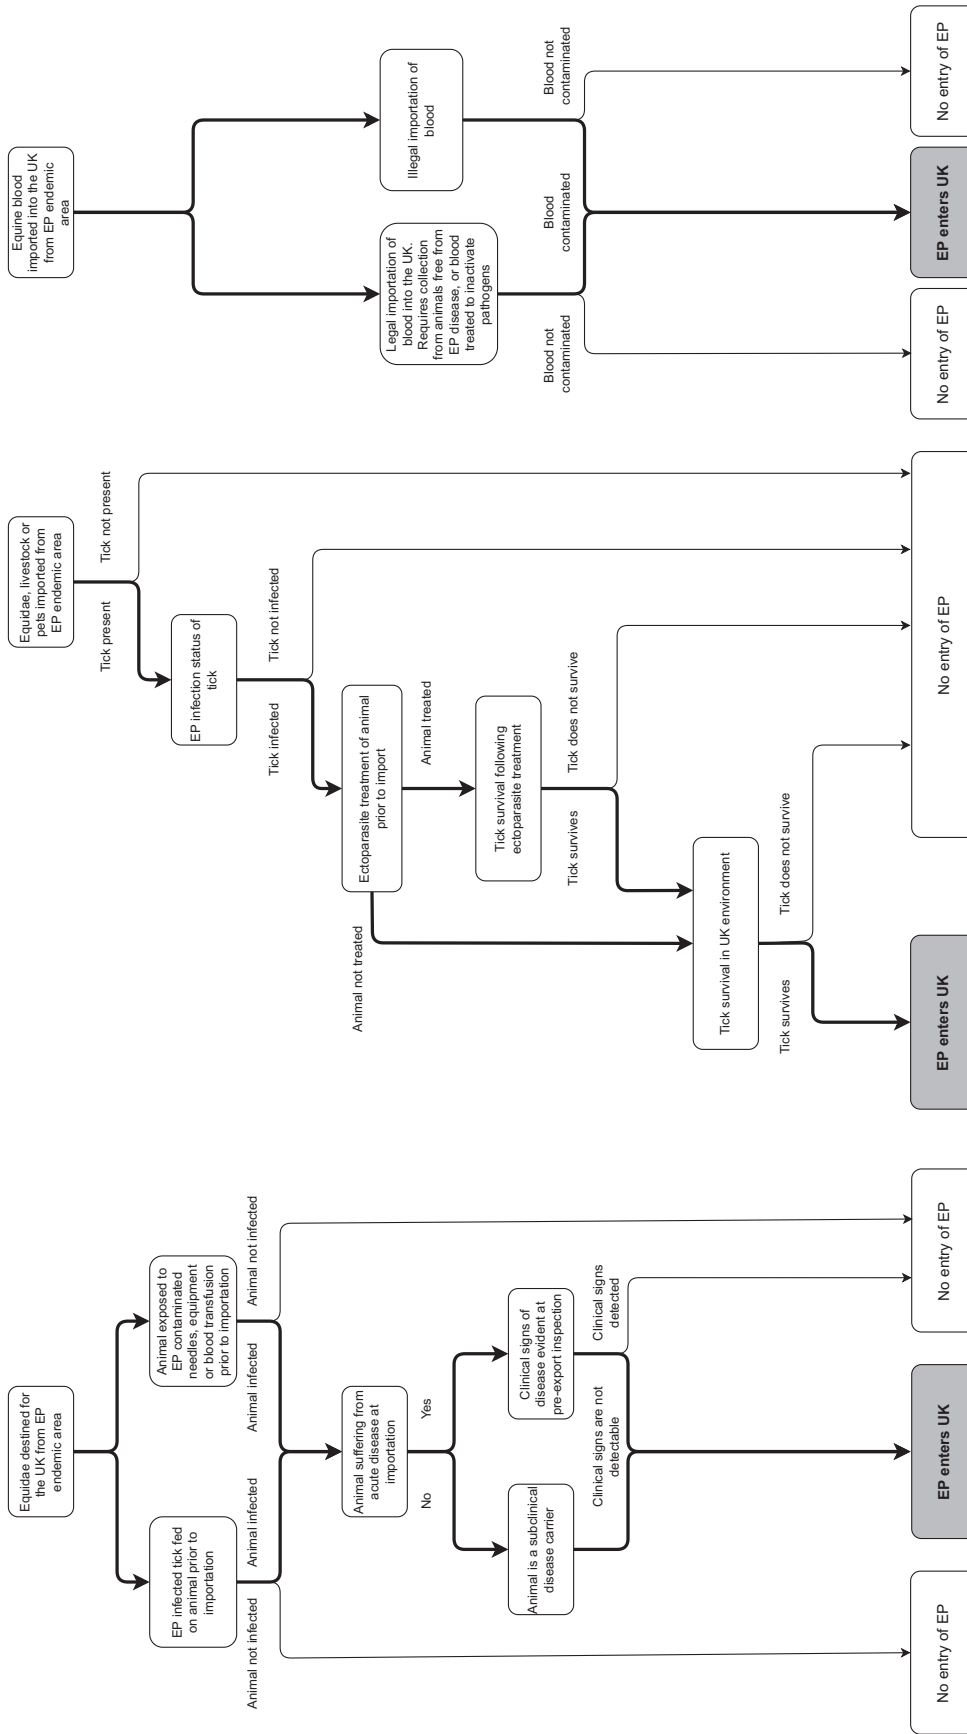 Equidae destined for
the UK from EP
endemic area
EP infected tick fed
on animal prior to
importation
Animal exposed to
EP contaminated
needles, equipment
or blood transfusion
prior to importation
Animal not infected
Animal infected
Animal infected
Animal not infected
Animal suffering from
acute disease at
importation
No
Yes
Animal is a subclinical
disease carrier
Clinical signs of
disease evident at
pre-export inspection
Clinical signs are not
detectable
Clinical signs
detected
No entry of EP
EP enters UK
No entry of EP
Equidae, livestock or
pets imported from
EP endemic area
Tick present
Tick not present
EP infection status of
tick
Tick infected
Tick not infected
Ectoparasite treatment of animal
prior to import
Animal not treated
Animal treated
Tick survival following
ectoparasite treatment
Tick survives
Tick does not survive
Tick survival in UK environment
Tick survives
Tick does not survive
EP enters UK
No entry of EP
Equine blood
imported into the UK
from EP endemic
area
Legal importation of
blood into the UK.
Requires collection
from animals free from
EP disease, or blood
treated to inactivate
pathogens
Illegal importation of
blood
Blood not
contaminated
Blood
contaminated
Blood not
contaminated
No entry of EP
EP enters UK
No entry of EP